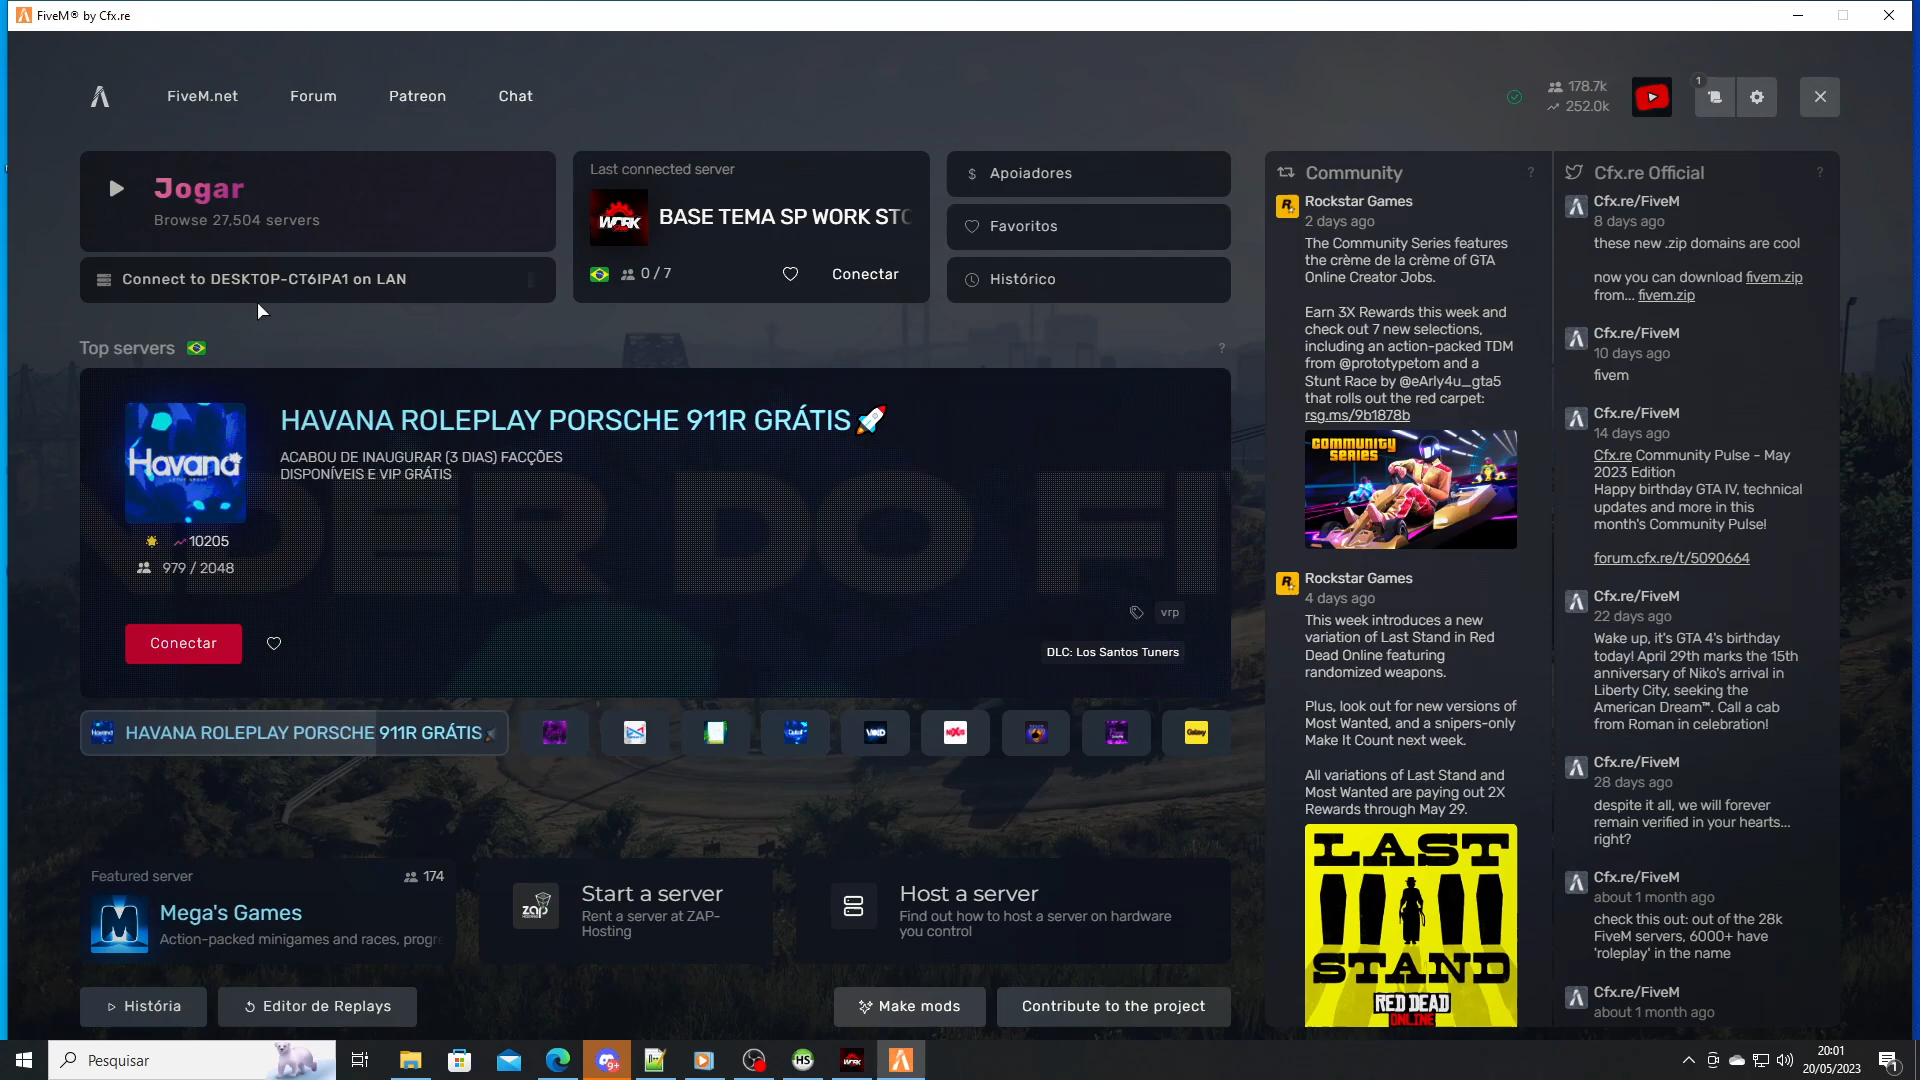 FiveM® by Cfx.re
FiveM.net
Forum
Patreon
Chat
178.7k
252.0k
1
Jogar
Browse 27,504 servers
Connect to DESKTOP-CT6IPA1 on LAN
Last connected server
WORK
BASE TEMA SP WORK STO
0 / 7
Conectar
$ Apoiadores
Favoritos
Histórico
Top servers
?
Havana
HAVANA ROLEPLAY PORSCHE 911R GRÁTIS🚀
ACABOU DE INAUGURAR (3 DIAS) FACÇÕES
DISPONÍVEIS E VIP GRÁTIS
10205
979 / 2048
Conectar
vrp
DLC: Los Santos Tuners
HAVANA ROLEPLAY PORSCHE 911R GRÁTIS
VOID
NEXUS
Galaxy
Featured server
174
Mega's Games
Action-packed minigames and races, progre
zap
Start a server
Rent a server at ZAP-
Hosting
Host a server
Find out how to host a server on hardware
you control
História
Editor de Replays
Make mods
Contribute to the project
Community
?
Rockstar Games
2 days ago
The Community Series features
the crème de la crème of GTA
Online Creator Jobs.
Earn 3X Rewards this week and
check out 7 new selections,
including an action-packed TDM
from @prototypetom and a
Stunt Race by @eArly4u_gta5
that rolls out the red carpet:
rsg.ms/9b1878b
COMMUNITY
SERIES
Rockstar Games
4 days ago
This week introduces a new
variation of Last Stand in Red
Dead Online featuring
randomized weapons.
Plus, look out for new versions of
Most Wanted, and a snipers-only
Make It Count next week.
All variations of Last Stand and
Most Wanted are paying out 2X
Rewards through May 29.
LAST
STAND
RED DEAD
ONLINE
Cfx.re Official
?
Cfx.re/FiveM
8 days ago
these new .zip domains are cool
now you can download fivem.zip
from... fivem.zip
Cfx.re/FiveM
10 days ago
fivem
Cfx.re/FiveM
14 days ago
Cfx.re Community Pulse - May
2023 Edition
Happy birthday GTA IV, technical
updates and more in this
month's Community Pulse!
forum.cfx.re/t/5090664
Cfx.re/FiveM
22 days ago
Wake up, it's GTA 4's birthday
today! April 29th marks the 15th
anniversary of Niko's arrival in
Liberty City, seeking the
American Dream™. Call a cab
from Roman in celebration!
Cfx.re/FiveM
28 days ago
despite it all, we will forever
remain verified in your hearts...
right?
Cfx.re/FiveM
about 1 month ago
check this out: out of the 28k
FiveM servers, 6000+ have
'roleplay' in the name
Cfx.re/FiveM
about 1 month ago
Pesquisar
9+
HS
WORK
20:01
20/05/2023
1